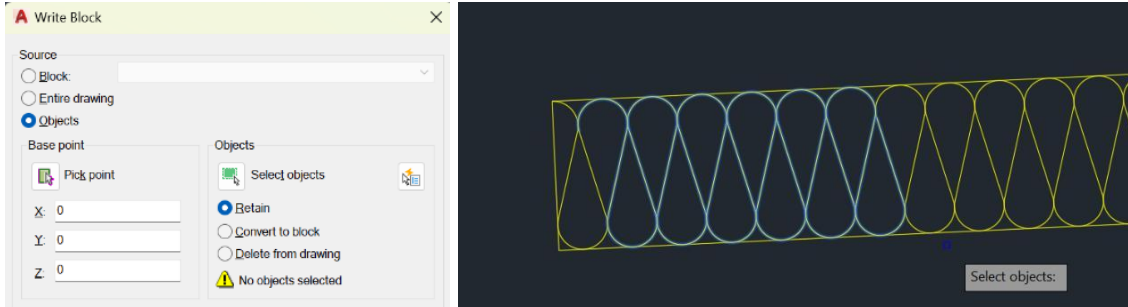 Write Block
Source
Block:
Entire drawing
Objects
Base point
Pick point
X: 0
Y: 0
Z: 0
Objects
Select objects
Retain
Convert to block
Delete from drawing
No objects selected
Select objects: